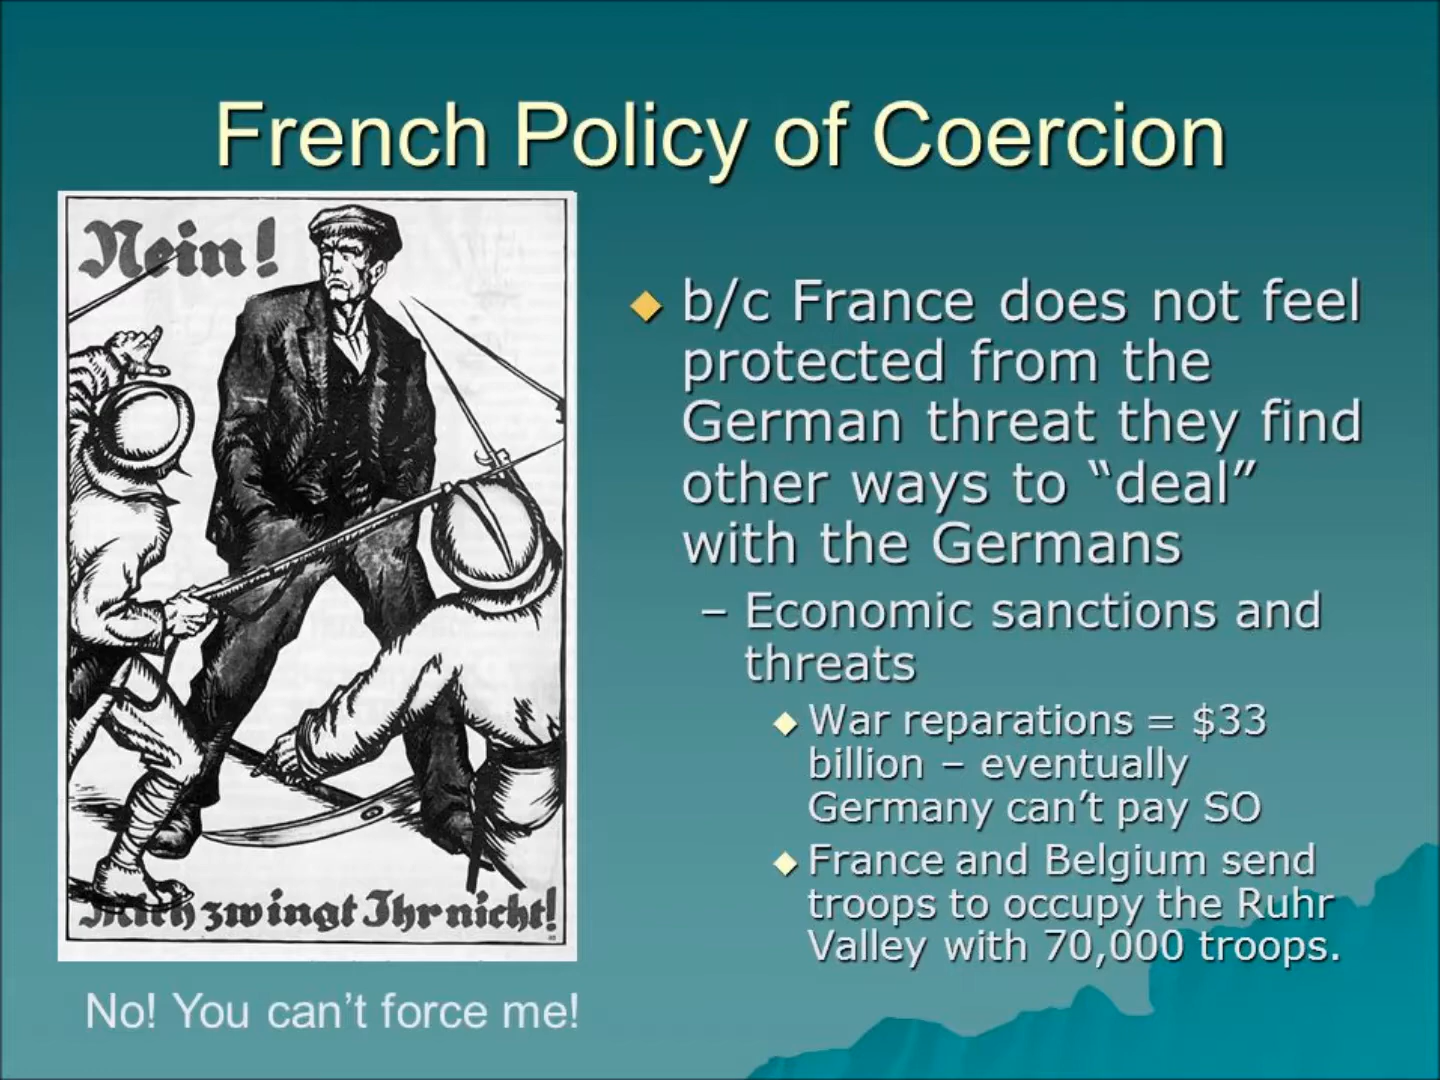 French Policy of Coercion
Nein!
Mich zwingt Ihr nicht!
No! You can't force me!
b/c France does not feel
protected from the
German threat they find
other ways to “deal”
with the Germans
– Economic sanctions and
threats
War reparations = $33
billion – eventually
Germany can't pay SO
France and Belgium send
troops to occupy the Ruhr
Valley with 70,000 troops.